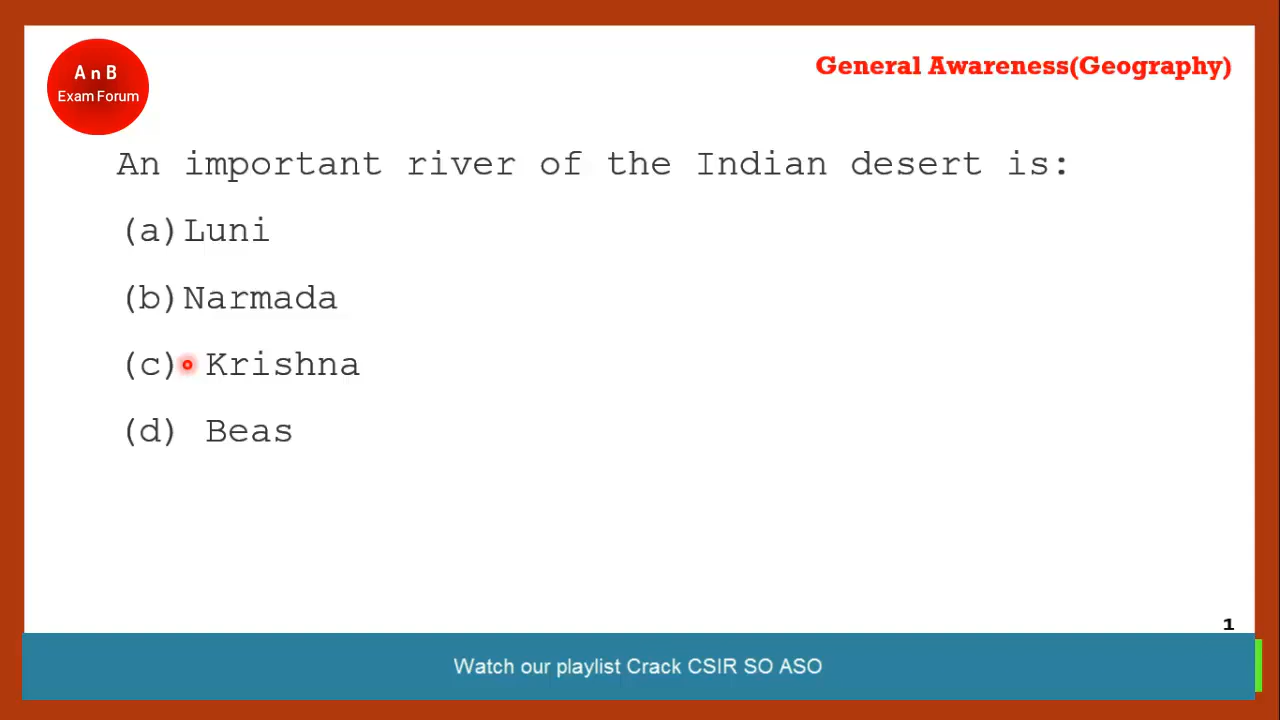 A n B
Exam Forum
General Awareness(Geography)
An important river of the Indian desert is:
(a)Luni
(b)Narmada
(c) Krishna
(d) Beas
1
Watch our playlist Crack CSIR SO ASO